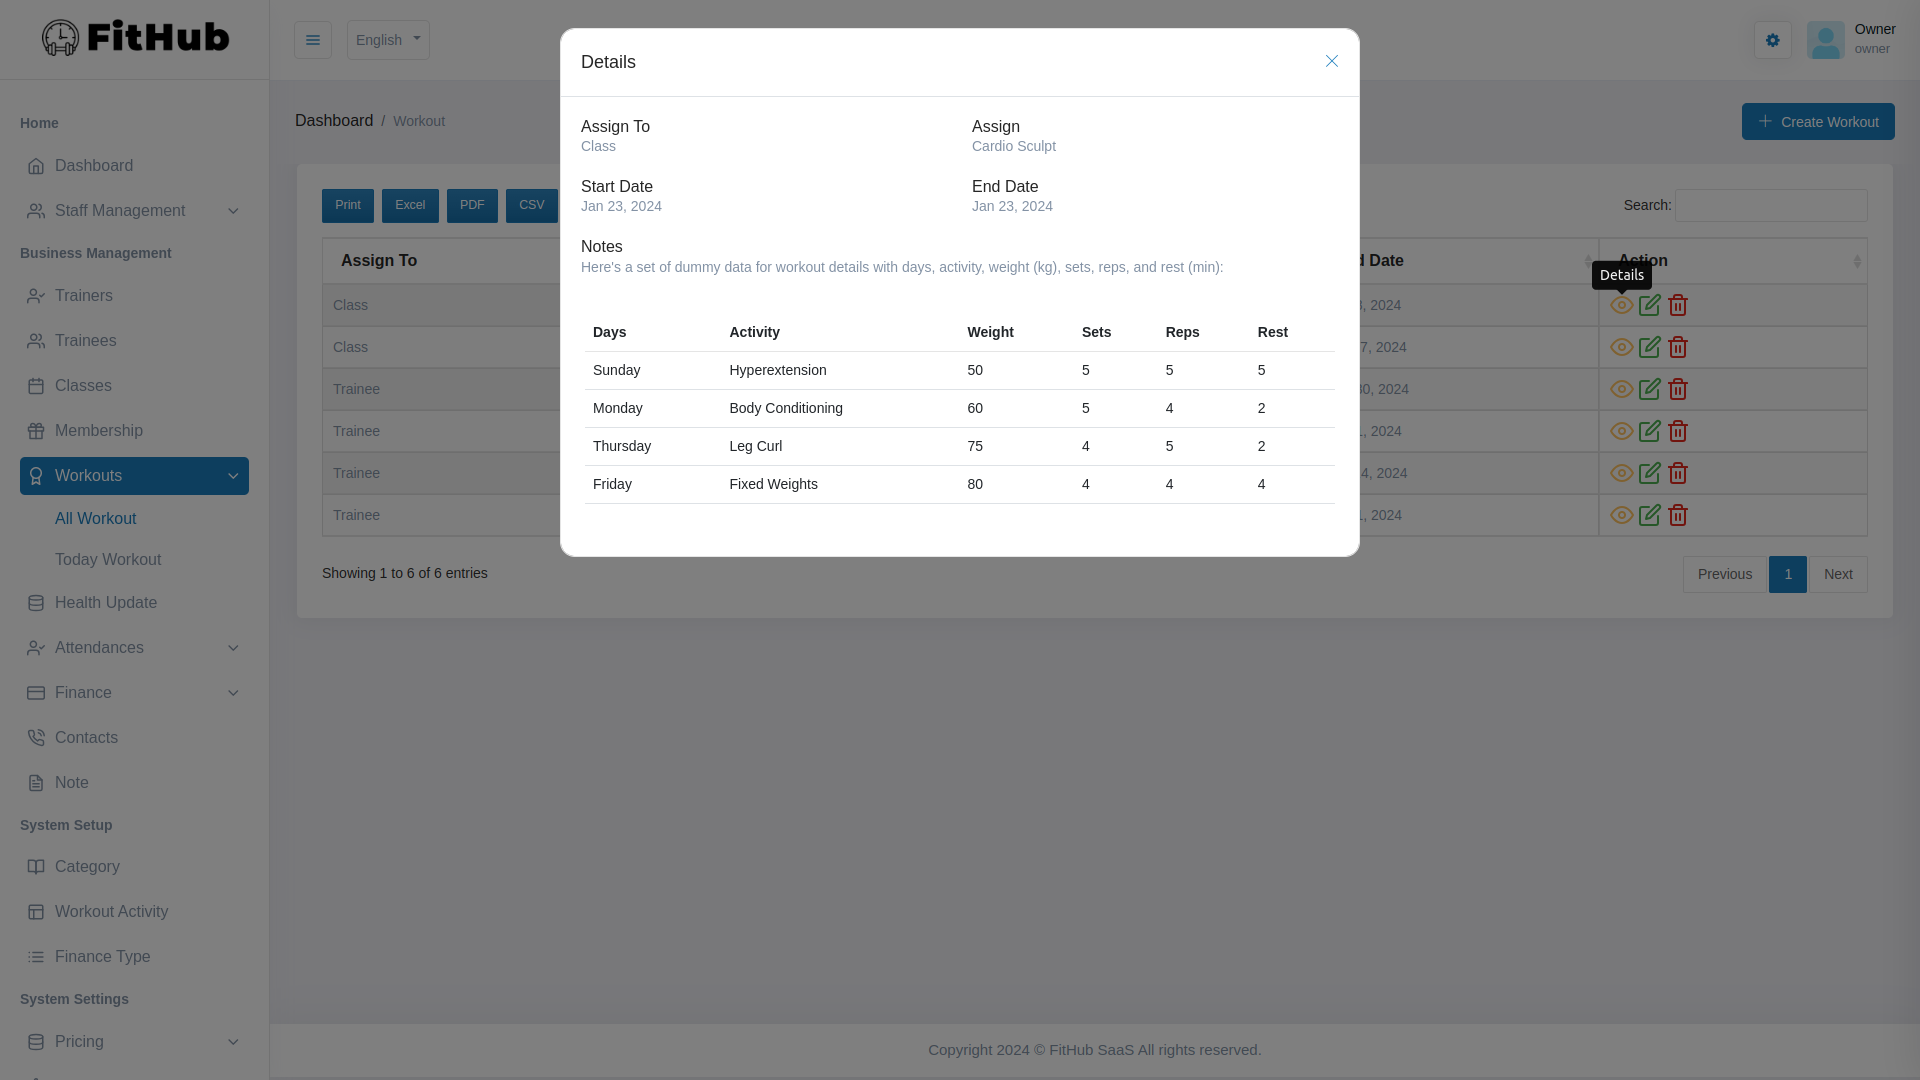 FitHub
English
Owner
owner
Home
Dashboard
Staff Management
Business Management
Trainers
Trainees
Classes
Membership
Workouts
All Workout
Today Workout
Health Update
Attendances
Finance
Contacts
Note
System Setup
Category
Workout Activity
Finance Type
System Settings
Pricing
Dashboard / Workout
Create Workout
Print Excel PDF CSV
Search:
Assign To
d Date
Action
Details
Class
3, 2024
Class
7, 2024
Trainee
30, 2024
Trainee
, 2024
Trainee
4, 2024
Trainee
, 2024
Showing 1 to 6 of 6 entries
Previous 1 Next
Details
Assign To
Class
Assign
Cardio Sculpt
Start Date
Jan 23, 2024
End Date
Jan 23, 2024
Notes
Here's a set of dummy data for workout details with days, activity, weight (kg), sets, reps, and rest (min):
Days Activity Weight Sets Reps Rest
Sunday Hyperextension 50 5 5 5
Monday Body Conditioning 60 5 4 2
Thursday Leg Curl 75 4 5 2
Friday Fixed Weights 80 4 4 4
Copyright 2024 © FitHub SaaS All rights reserved.